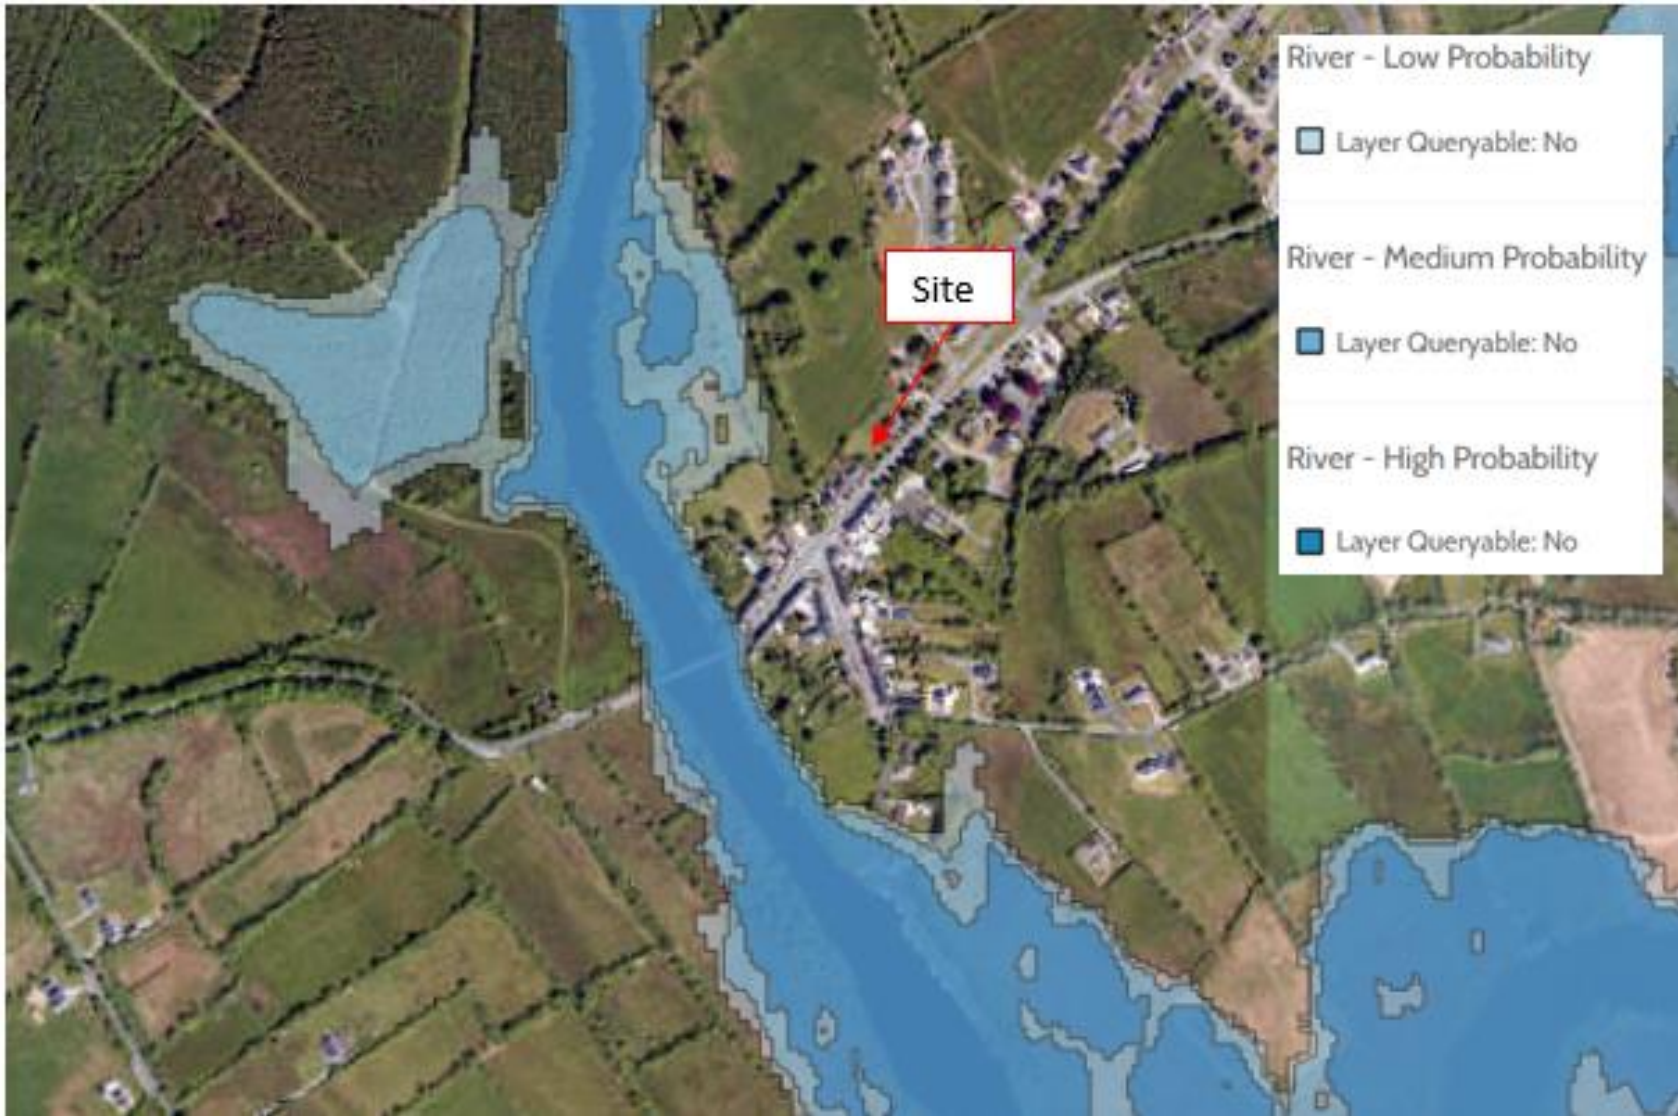 River - Low Probability
Layer Queryable: No
River - Medium Probability
Layer Queryable: No
River - High Probability
Layer Queryable: No
Site